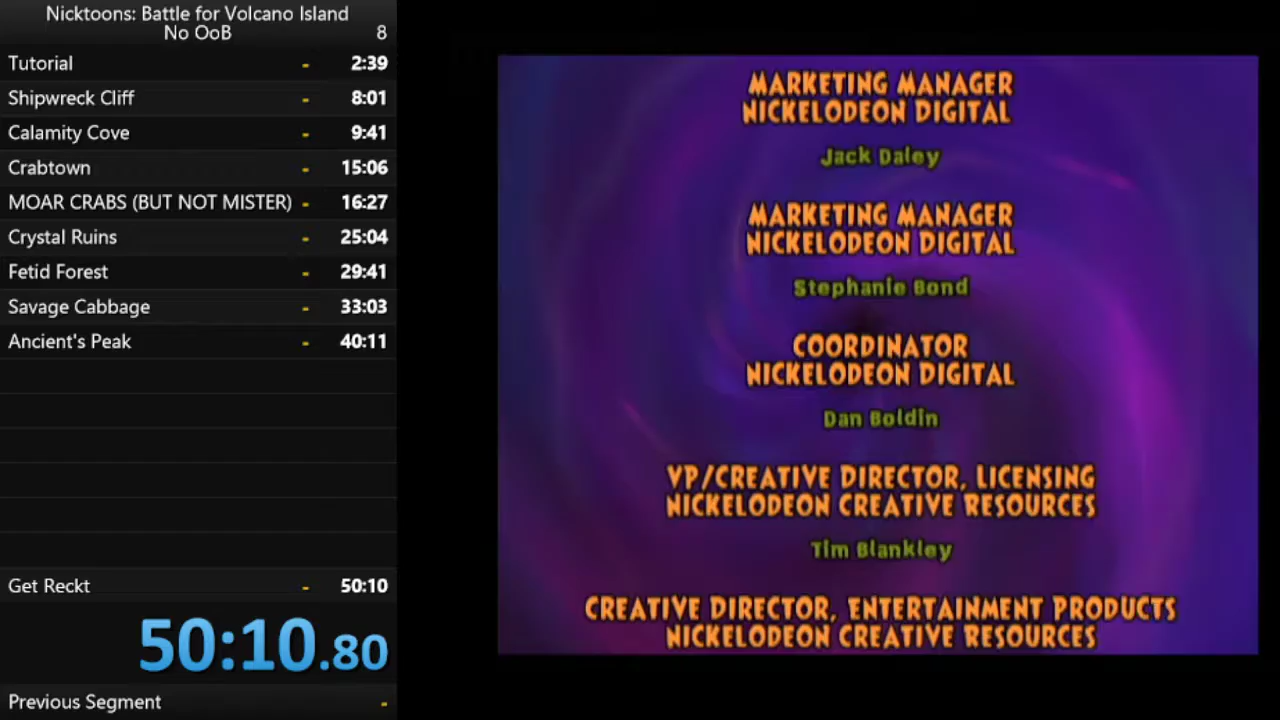 Nicktoons: Battle for Volcano Island
No OoB 8
Tutorial - 2:39
Shipwreck Cliff - 8:01
Calamity Cove - 9:41
Crabtown - 15:06
MOAR CRABS (BUT NOT MISTER) - 16:27
Crystal Ruins - 25:04
Fetid Forest - 29:41
Savage Cabbage - 33:03
Ancient's Peak - 40:11
Get Reckt - 50:10
50:10.80
Previous Segment -
MARKETING MANAGER
NICKELODEON DIGITAL
Jack Daley
MARKETING MANAGER
NICKELODEON DIGITAL
Stephanie Bond
COORDINATOR
NICKELODEON DIGITAL
Dan Boldin
VP/CREATIVE DIRECTOR, LICENSING
NICKELODEON CREATIVE RESOURCES
Tim Blankley
CREATIVE DIRECTOR, ENTERTAINMENT PRODUCTS
NICKELODEON CREATIVE RESOURCES